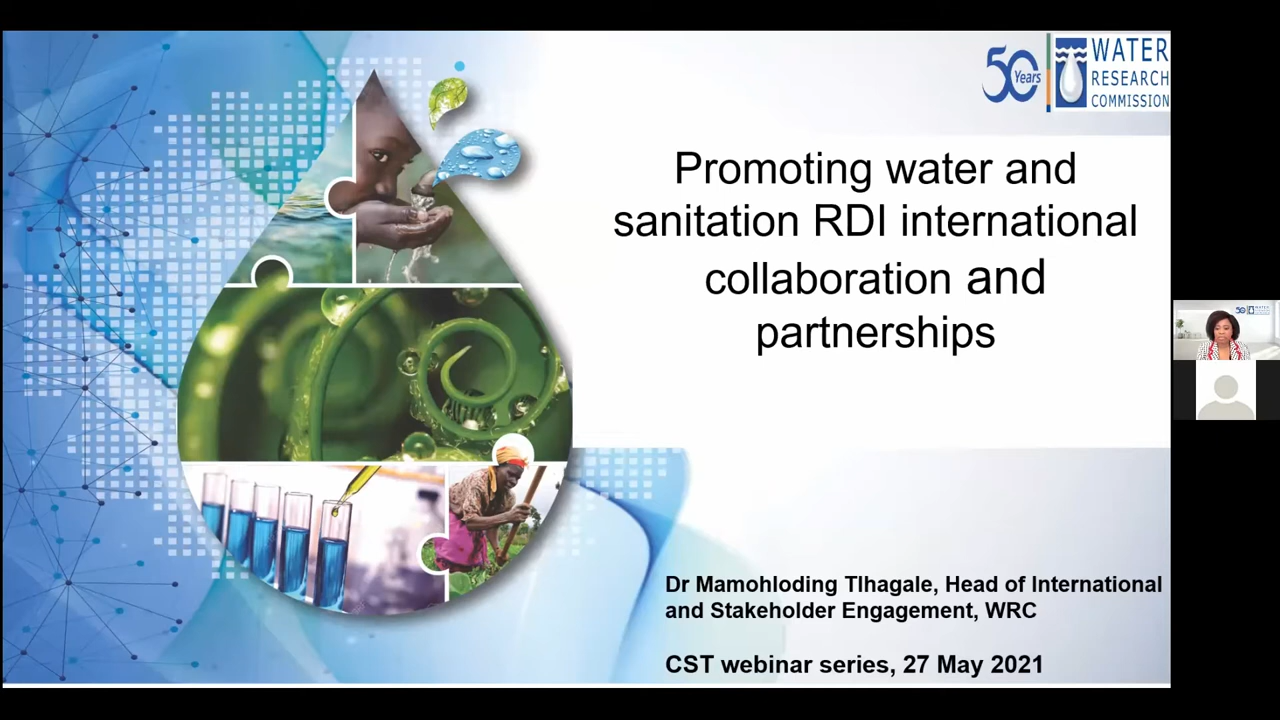 50 Years
WATER
RESEARCH
COMMISSION
Promoting water and
sanitation RDI international
collaboration and
partnerships
Dr Mamohloding Tlhagale, Head of International
and Stakeholder Engagement, WRC
CST webinar series, 27 May 2021